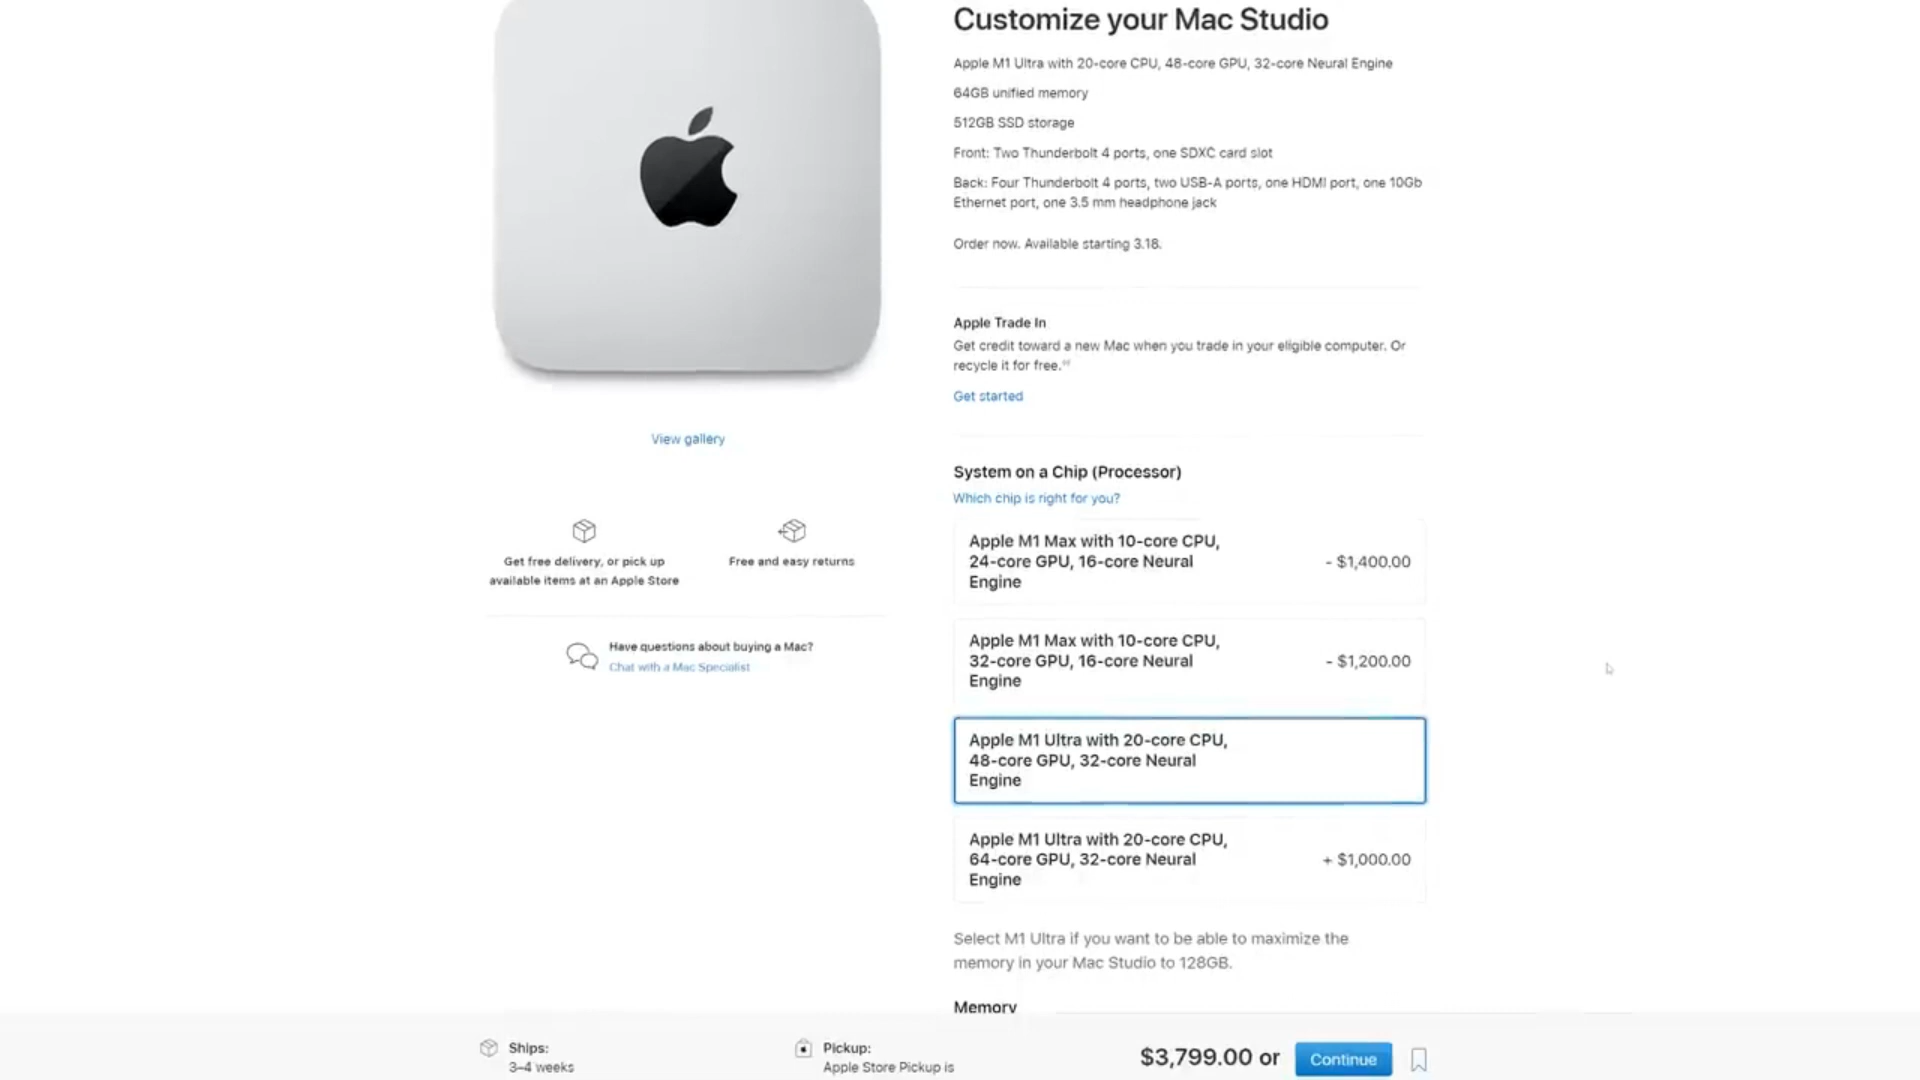 Customize your Mac Studio
Apple M1 Ultra with 20-core CPU, 48-core GPU, 32-core Neural Engine
64GB unified memory
512GB SSD storage
Front: Two Thunderbolt 4 ports, one SDXC card slot
Back: Four Thunderbolt 4 ports, two USB-A ports, one HDMI port, one 10Gb
Ethernet port, one 3.5 mm headphone jack
Order now. Available starting 3.18.
Apple Trade In
Get credit toward a new Mac when you trade in your eligible computer. Or
recycle it for free.
Get started
View gallery
Get free delivery, or pick up
available items at an Apple Store
Free and easy returns
Have questions about buying a Mac?
Chat with a Mac Specialist
System on a Chip (Processor)
Which chip is right for you?
Apple M1 Max with 10-core CPU,
24-core GPU, 16-core Neural
Engine
- $1,400.00
Apple M1 Max with 10-core CPU,
32-core GPU, 16-core Neural
Engine
- $1,200.00
Apple M1 Ultra with 20-core CPU,
48-core GPU, 32-core Neural
Engine
Apple M1 Ultra with 20-core CPU,
64-core GPU, 32-core Neural
Engine
+ $1,000.00
Select M1 Ultra if you want to be able to maximize the
memory in your Mac Studio to 128GB.
Memory
Ships:
3–4 weeks
Pickup:
Apple Store Pickup is
$3,799.00 or
Continue